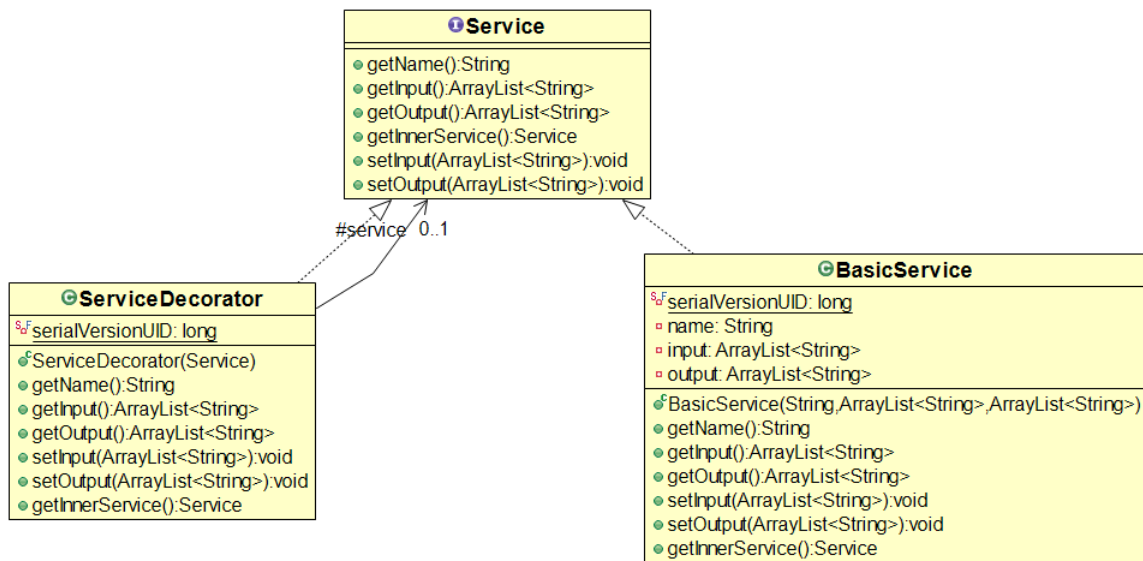 Service
getName():String
getInput():ArrayList<String>
getOutput():ArrayList<String>
getInnerService():Service
setInput(ArrayList<String>):void
setOutput(ArrayList<String>):void
#service 0..1
ServiceDecorator
serialVersionUID: long
ServiceDecorator(Service)
getName():String
getInput():ArrayList<String>
getOutput():ArrayList<String>
setInput(ArrayList<String>):void
setOutput(ArrayList<String>):void
getInnerService():Service
BasicService
serialVersionUID: long
name: String
input: ArrayList<String>
output: ArrayList<String>
BasicService(String,ArrayList<String>,ArrayList<String>)
getName():String
getInput():ArrayList<String>
getOutput():ArrayList<String>
setInput(ArrayList<String>):void
setOutput(ArrayList<String>):void
getInnerService():Service